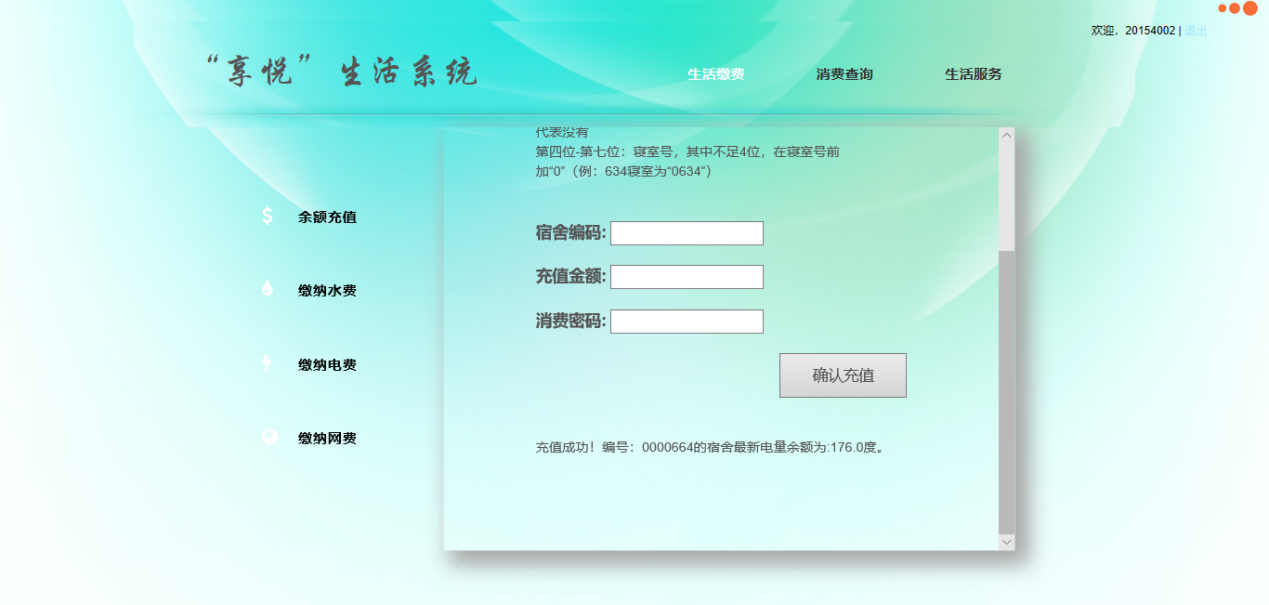 欢迎，20154002 | 退出
“享悦”生活系统
生活缴费
消费查询
生活服务
代表没有
第四位-第七位：寝室号，其中不足4位，在寝室号前
加“0”（例：634寝室为“0634”）
余额充值
缴纳水费
缴纳电费
缴纳网费
宿舍编码:
充值金额:
消费密码:
确认充值
充值成功！编号：0000664的宿舍最新电量余额为:176.0度。